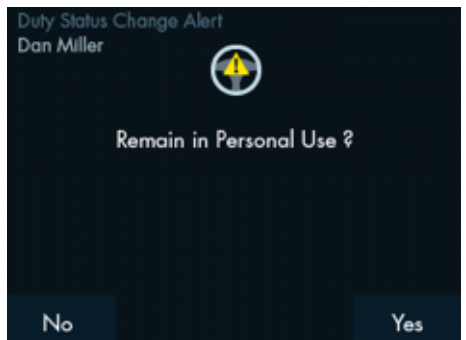 Duty Status Change Alert
Dan Miller
Remain in Personal Use ?
No
Yes